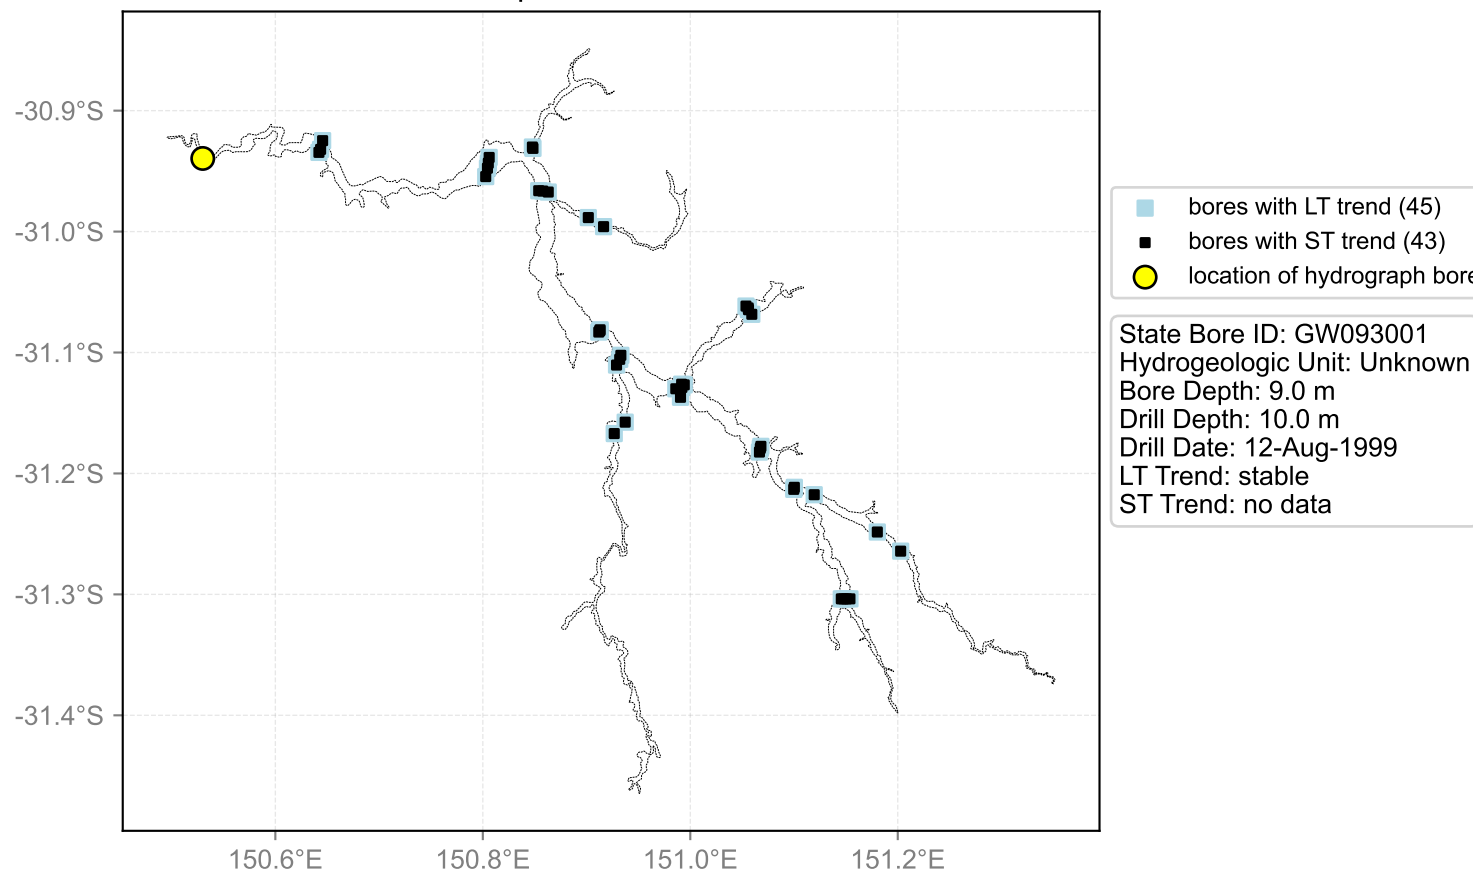 -30.9°S
-31.0°S
-31.1°S
-31.2°S
-31.3°S
-31.4°S
150.6°E
150.8°E
151.0°E
151.2°E
bores with LT trend (45)
bores with ST trend (43)
location of hydrograph bore
State Bore ID: GW093001
Hydrogeologic Unit: Unknown
Bore Depth: 9.0 m
Drill Depth: 10.0 m
Drill Date: 12-Aug-1999
LT Trend: stable
ST Trend: no data